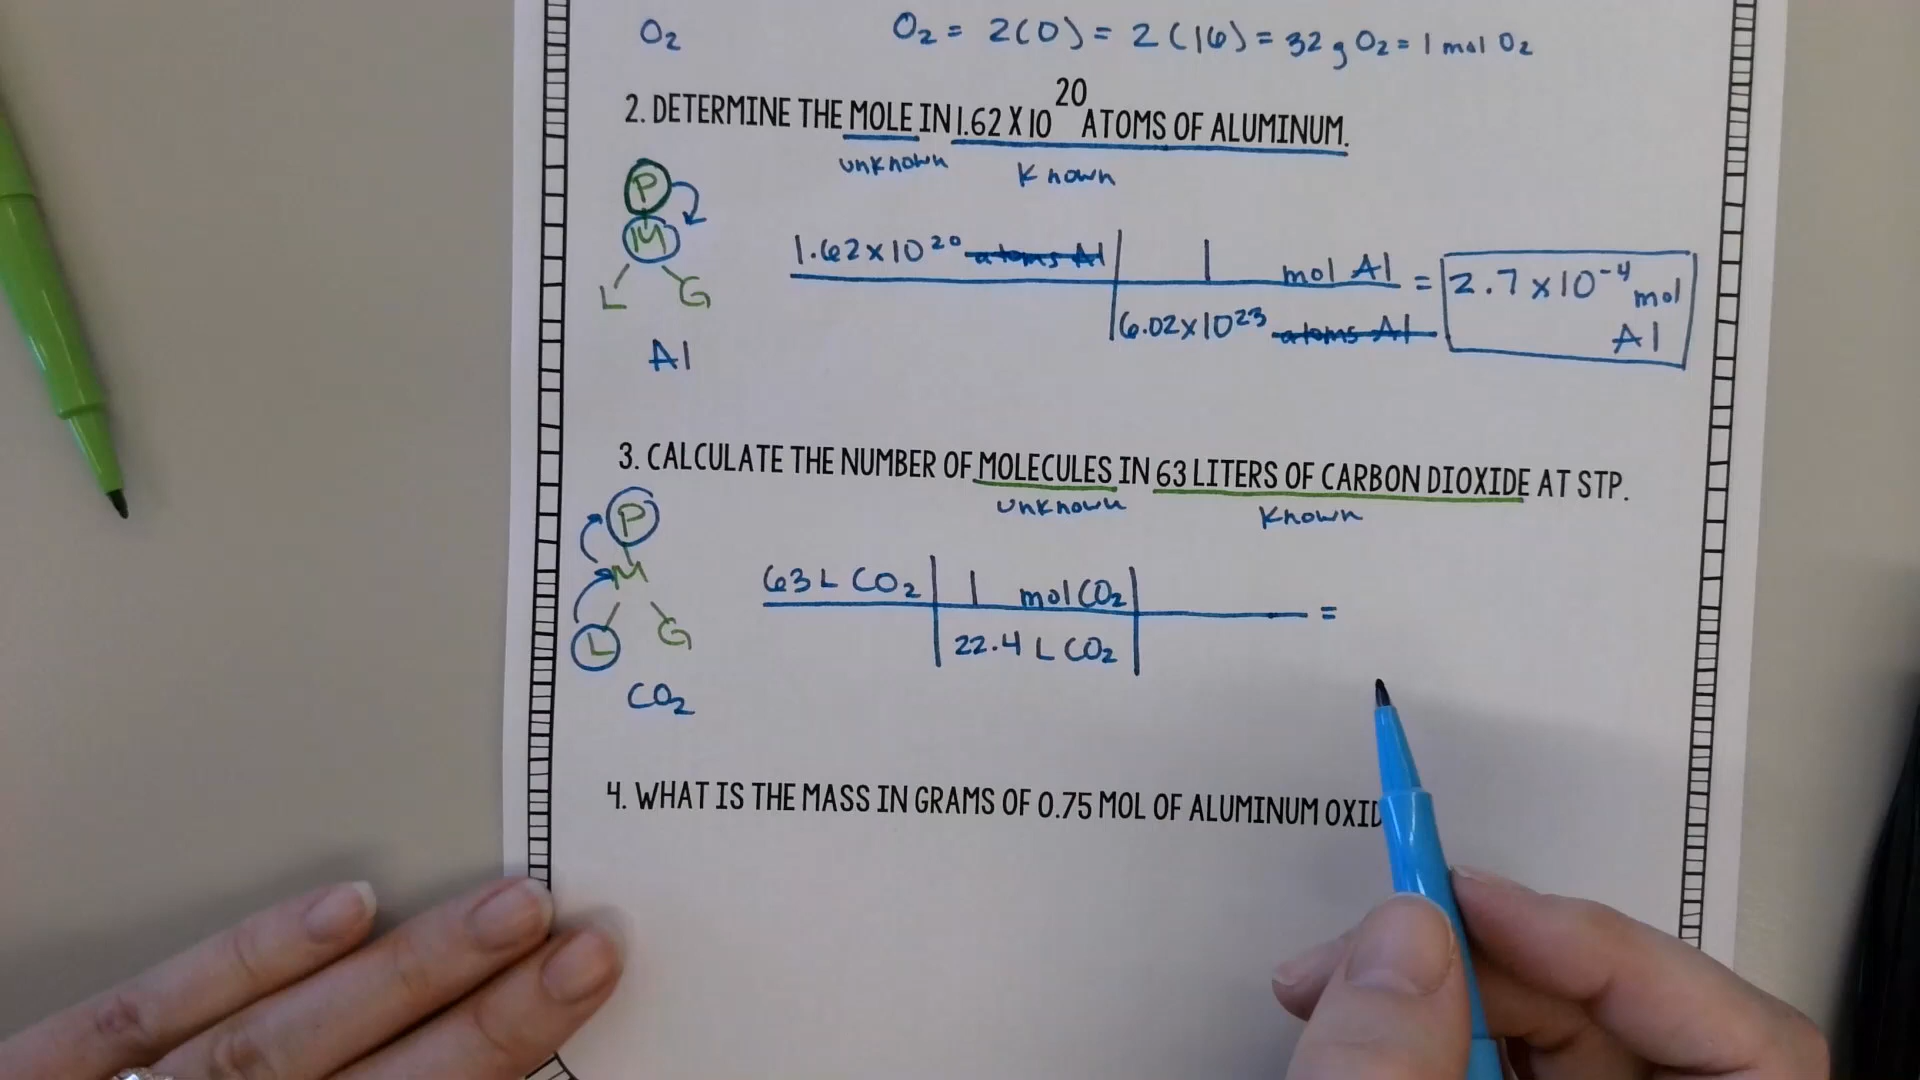 O₂ O₂ = 2(O) = 2(16) = 32 g O₂ = 1 mol O₂
2. DETERMINE THE MOLE IN 1.62 X 10²⁰ ATOMS OF ALUMINUM.
unknown Known
P
M
L G
Al
1.62x10²⁰ atoms Al | 1 mol Al = 2.7x10⁻⁴ mol
6.02x10²³ atoms Al Al
3. CALCULATE THE NUMBER OF MOLECULES IN 63 LITERS OF CARBON DIOXIDE AT STP.
unknown Known
P
M
L G
CO₂
63 L CO₂ | 1 mol CO₂ | =
22.4 L CO₂
4. WHAT IS THE MASS IN GRAMS OF 0.75 MOL OF ALUMINUM OXID